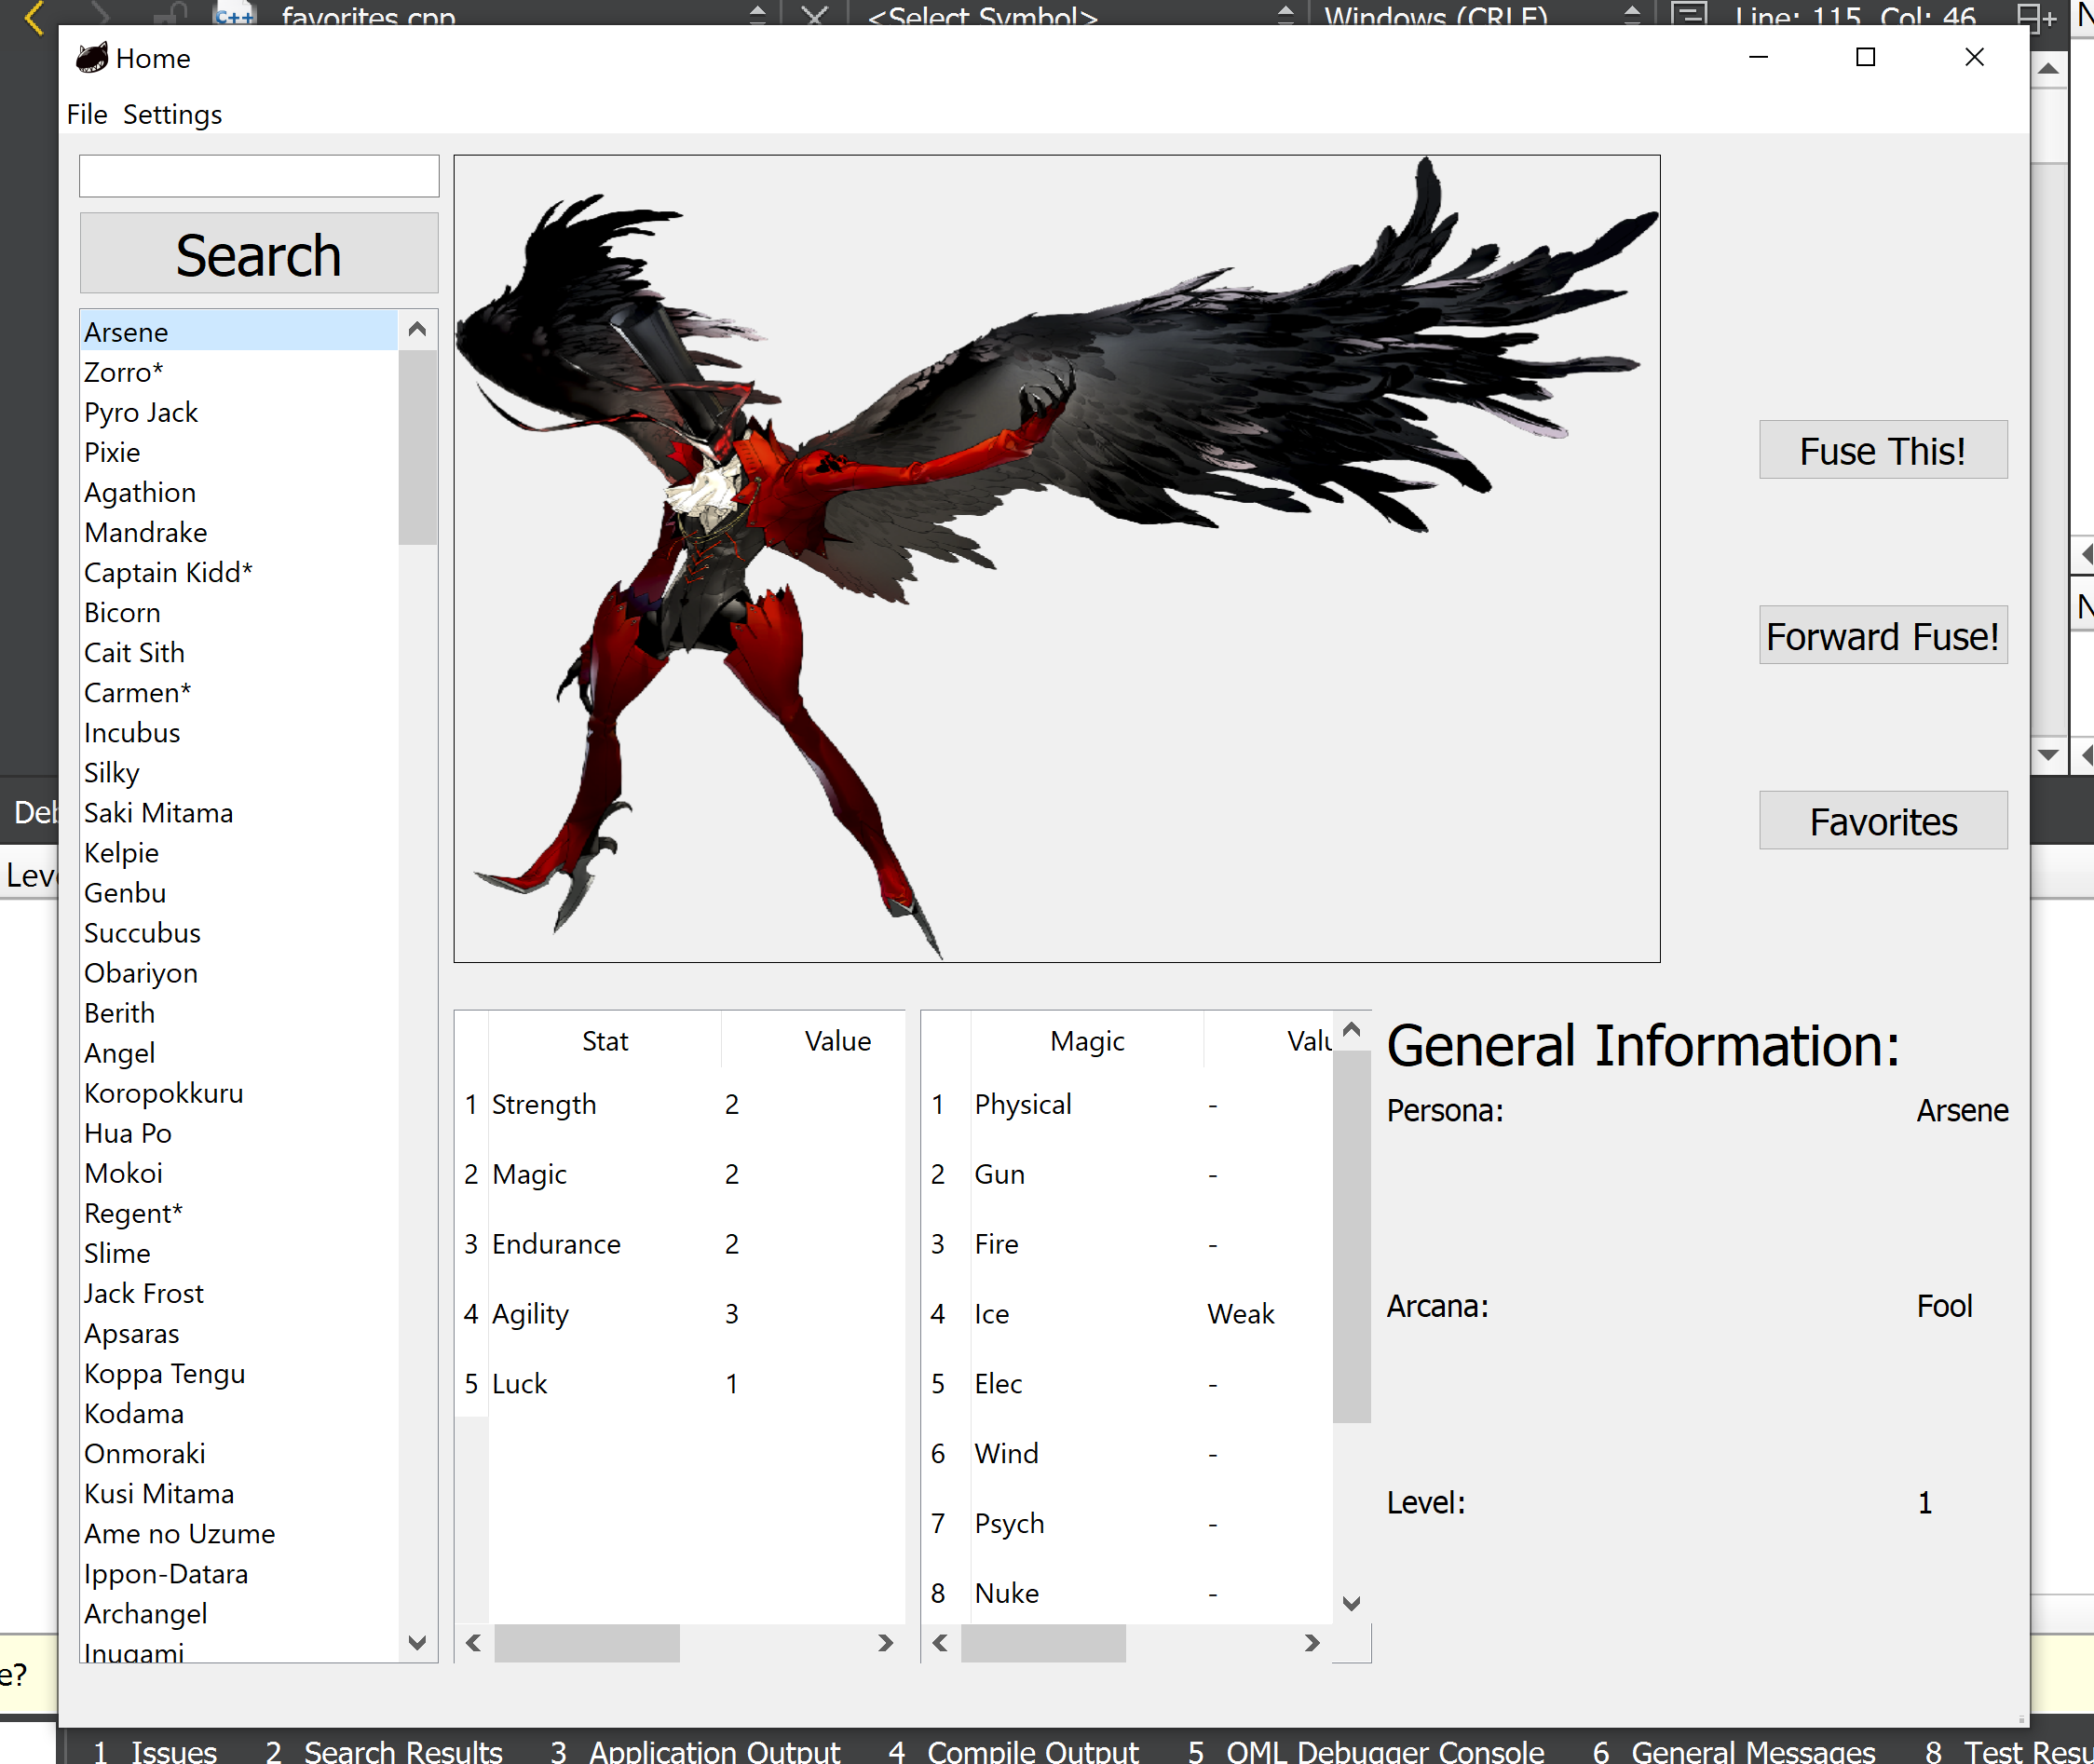 favorites.cpp
<Select Symbol>
Windows (CRLF)
Line: 115, Col: 46
Home
File Settings
Search
Arsene
Zorro*
Pyro Jack
Pixie
Agathion
Mandrake
Captain Kidd*
Bicorn
Cait Sith
Carmen*
Incubus
Silky
Saki Mitama
Kelpie
Genbu
Succubus
Obariyon
Berith
Angel
Koropokkuru
Hua Po
Mokoi
Regent*
Slime
Jack Frost
Apsaras
Koppa Tengu
Kodama
Onmoraki
Kusi Mitama
Ame no Uzume
Ippon-Datara
Archangel
Inugami
Fuse This!
Forward Fuse!
Favorites
Stat Value
1 Strength 2
2 Magic 2
3 Endurance 2
4 Agility 3
5 Luck 1
Magic Valu
1 Physical -
2 Gun -
3 Fire -
4 Ice Weak
5 Elec -
6 Wind -
7 Psych -
8 Nuke -
General Information:
Persona: Arsene
Arcana: Fool
Level: 1
Deb
Leve
e?
1 Issues 2 Search Results 3 Application Output 4 Compile Output 5 QML Debugger Console 6 General Messages 8 Test Resu